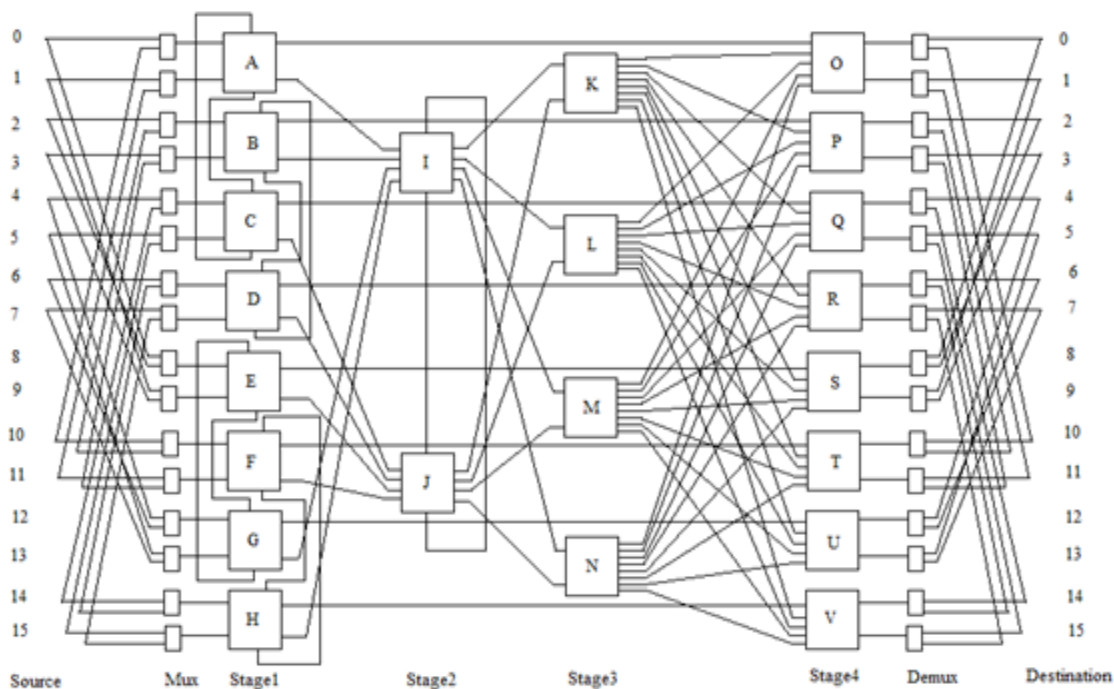 0
1
2
3
4
5
6
7
8
9
10
11
12
13
14
15
A
B
C
D
E
F
G
H
I
J
K
L
M
N
O
P
Q
R
S
T
U
V
0
1
2
3
4
5
6
7
8
9
10
11
12
13
14
15
Source Mux Stage1 Stage2 Stage3 Stage4 Demux Destination